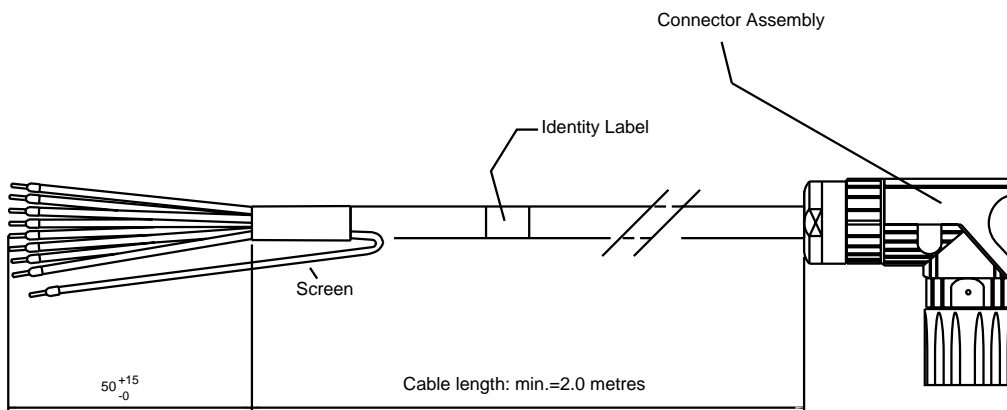 Connector Assembly
Identity Label
Screen
50 +15 -0
Cable length: min.=2.0 metres